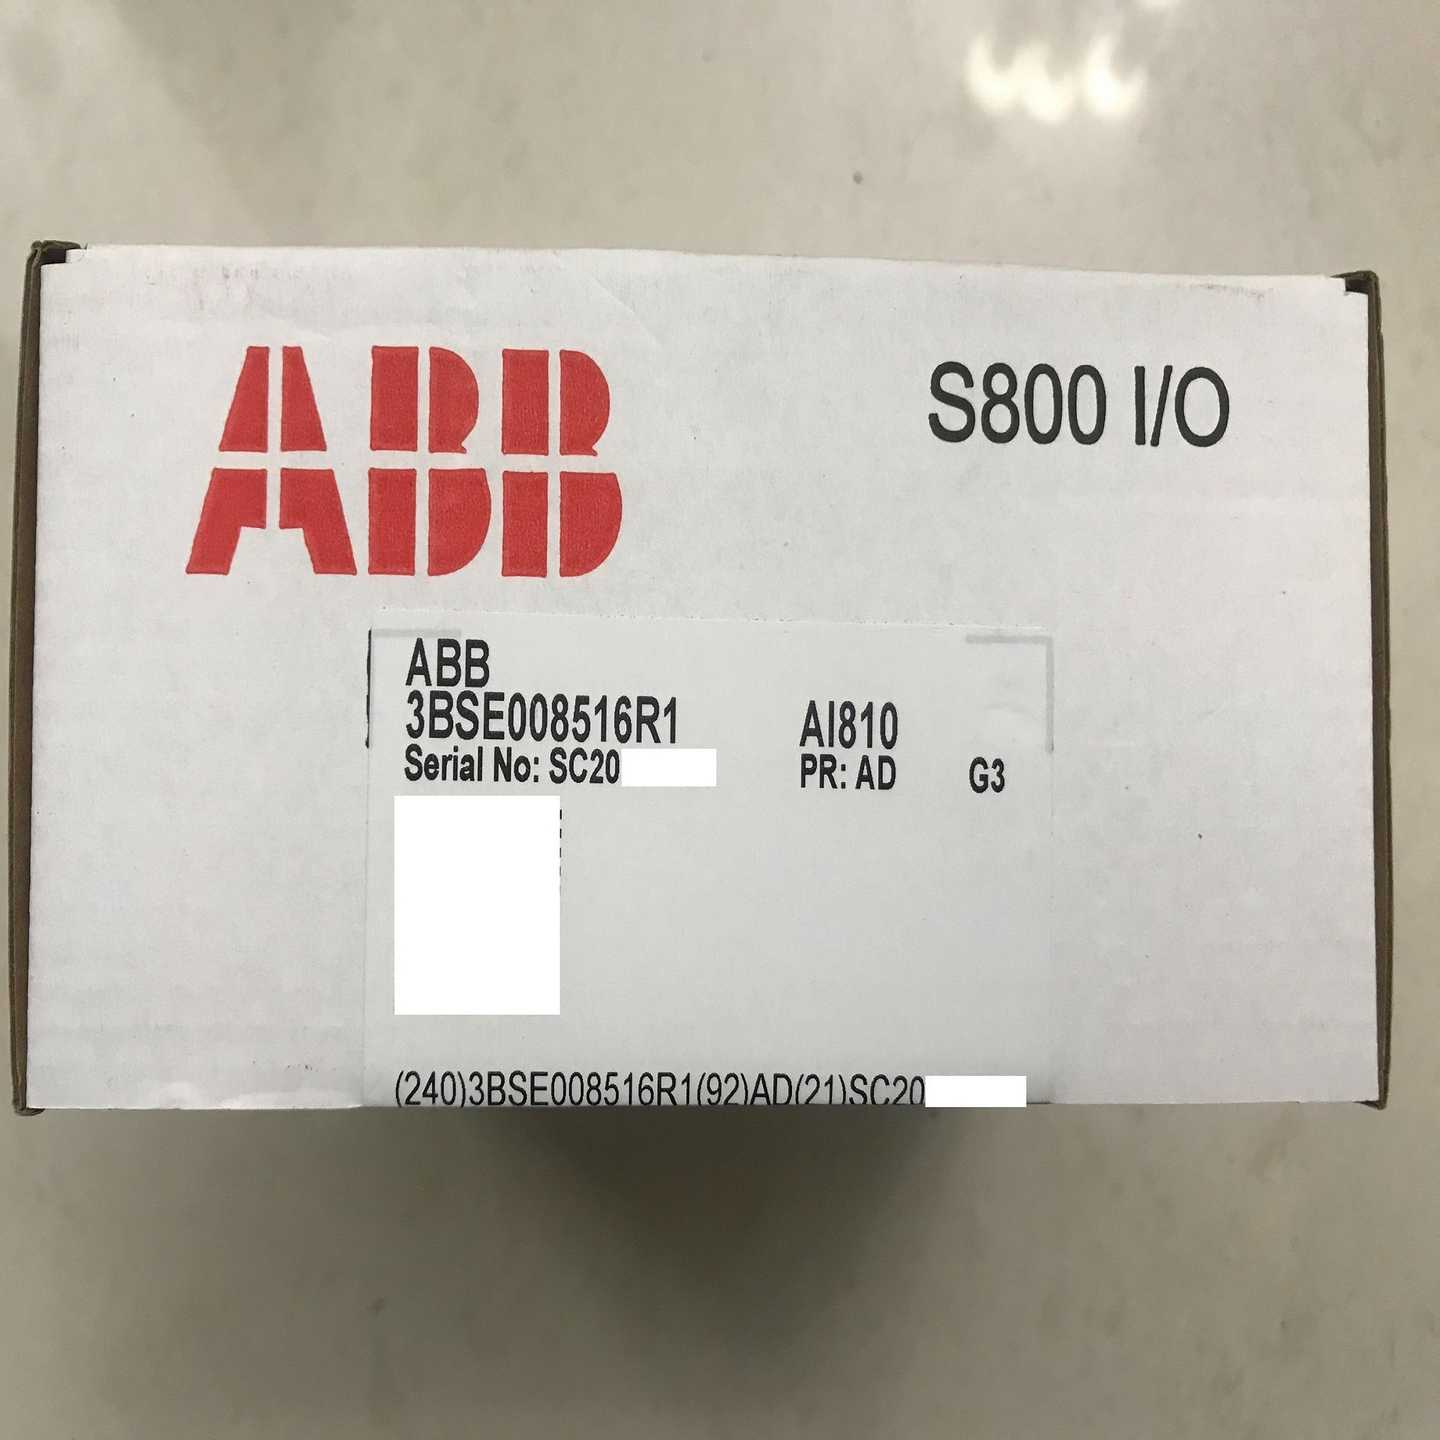 ABB
S800 I/O
ABB
3BSE008516R1 AI810
Serial No: SC20 PR: AD G3
(240)3BSE008516R1(92)AD(21)SC20